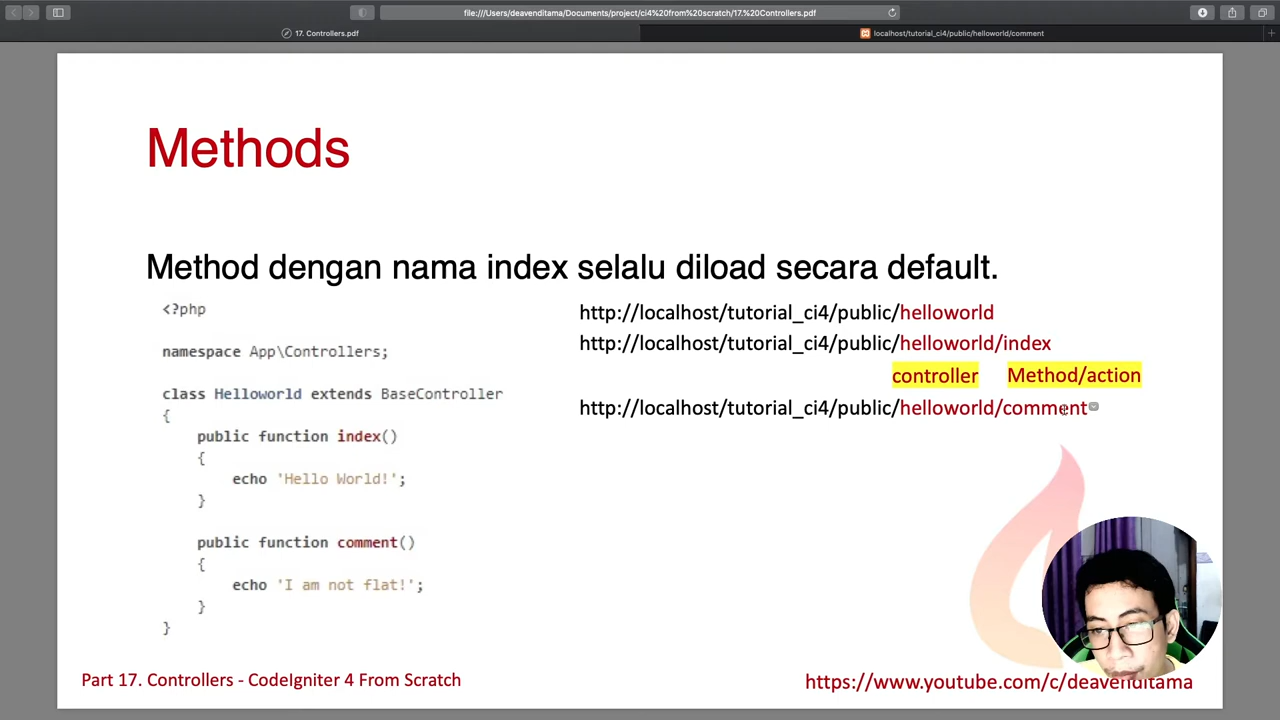 file:///Users/deavenditama/Documents/project/ci4%20from%20scratch/17.%20Controllers.pdf
17. Controllers.pdf
localhost/tutorial_ci4/public/helloworld/comment
Methods
Method dengan nama index selalu diload secara default.
<?php
namespace App\Controllers;
class Helloworld extends BaseController
{
public function index()
{
echo 'Hello World!';
}
public function comment()
{
echo 'I am not flat!';
}
}
http://localhost/tutorial_ci4/public/helloworld
http://localhost/tutorial_ci4/public/helloworld/index
controller Method/action
http://localhost/tutorial_ci4/public/helloworld/comment
Part 17. Controllers - CodeIgniter 4 From Scratch
https://www.youtube.com/c/deavenditama